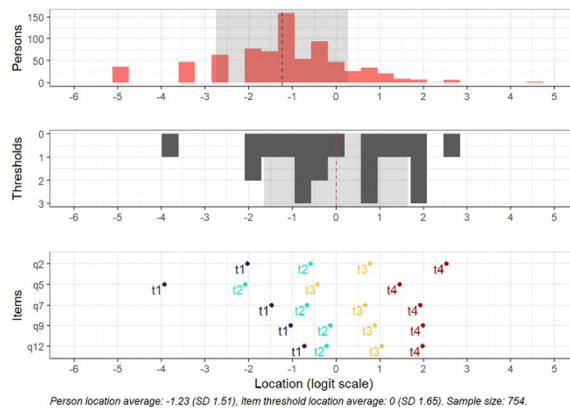 Persons
150
100
50
0
-6 -5 -4 -3 -2 -1 0 1 2 3 4 5
Thresholds
0
1
2
3
-6 -5 -4 -3 -2 -1 0 1 2 3 4 5
Items
q2 t1 t2 t3 t4
q5 t1 t2 t3 t4
q7 t1 t2 t3 t4
q9 t1 t2 t3 t4
q12 t1 t2 t3 t4
-6 -5 -4 -3 -2 -1 0 1 2 3 4 5
Location (logit scale)
Person location average: -1.23 (SD 1.51), Item threshold location average: 0 (SD 1.65). Sample size: 754.